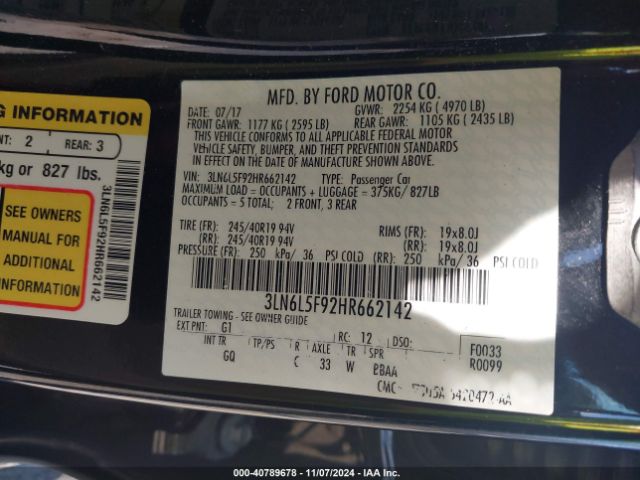 MFD. BY FORD MOTOR CO.
DATE: 07/17 GVWR: 2254 KG ( 4970 LB)
FRONT GAWR: 1177 KG ( 2595 LB) REAR GAWR: 1105 KG ( 2435 LB)
THIS VEHICLE CONFORMS TO ALL APPLICABLE FEDERAL MOTOR
VEHICLE SAFETY, BUMPER, AND THEFT PREVENTION STANDARDS
IN EFFECT ON THE DATE OF MANUFACTURE SHOWN ABOVE.
VIN: 3LN6L5F92HR662142 TYPE: Passenger Car
MAXIMUM LOAD = OCCUPANTS + LUGGAGE = 375KG/ 827LB
OCCUPANTS = 5 TOTAL: 2 FRONT, 3 REAR
TIRE (FR): 245/40R19 94V RIMS (FR): 19x8.0J
(RR): 245/40R19 94V (RR): 19x8.0J
PRESSURE (FR): 250 kPa/ 36 PSI COLD (RR): 250 kPa/ 36 PSI COLD
3LN6L5F92HR662142
TRAILER TOWING - SEE OWNER GUIDE
EXT PNT: G1 RC: 12 DSO: F0033
INT TR TP/PS R AXLE TR SPR R0099
GQ C 33 W
CMC
G INFORMATION
NT: 2 REAR: 3
kg or 827 lbs.
SEE OWNERS
MANUAL FOR
ADDITIONAL
INFORMATION
3LN6L5F92HR662142
© COPART - 40789678 - 11/07/2024 - IAA Inc.